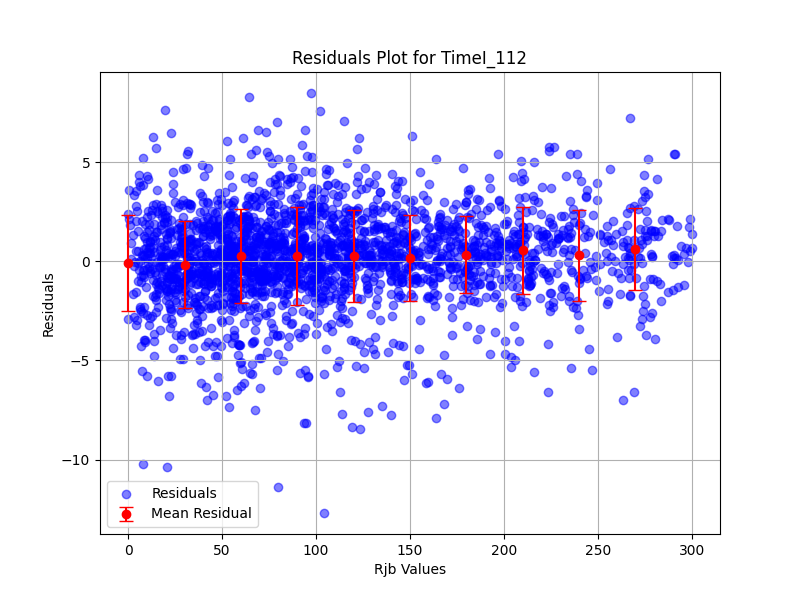 Residuals Plot for TimeI_112
Residuals
5
0
−5
−10
Residuals
Mean Residual
0 50 100 150 200 250 300
Rjb Values